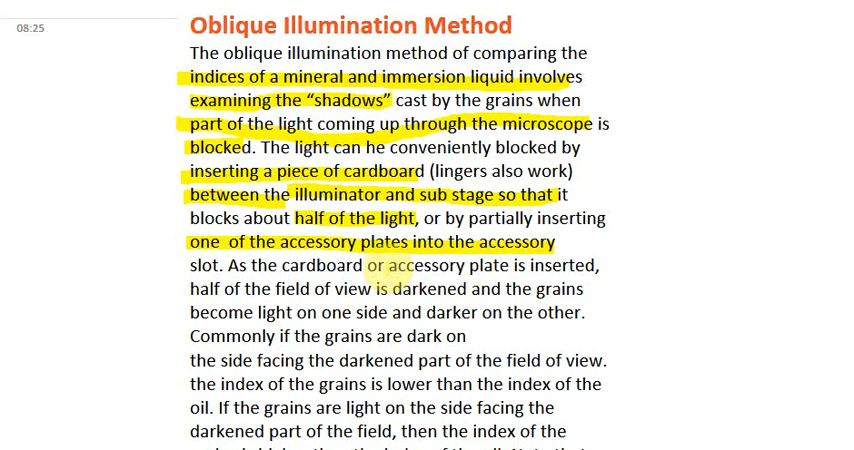 08:25
Oblique Illumination Method
The oblique illumination method of comparing the
indices of a mineral and immersion liquid involves
examining the “shadows” cast by the grains when
part of the light coming up through the microscope is
blocked. The light can he conveniently blocked by
inserting a piece of cardboard (lingers also work)
between the illuminator and sub stage so that it
blocks about half of the light, or by partially inserting
one of the accessory plates into the accessory
slot. As the cardboard or accessory plate is inserted,
half of the field of view is darkened and the grains
become light on one side and darker on the other.
Commonly if the grains are dark on
the side facing the darkened part of the field of view.
the index of the grains is lower than the index of the
oil. If the grains are light on the side facing the
darkened part of the field, then the index of the